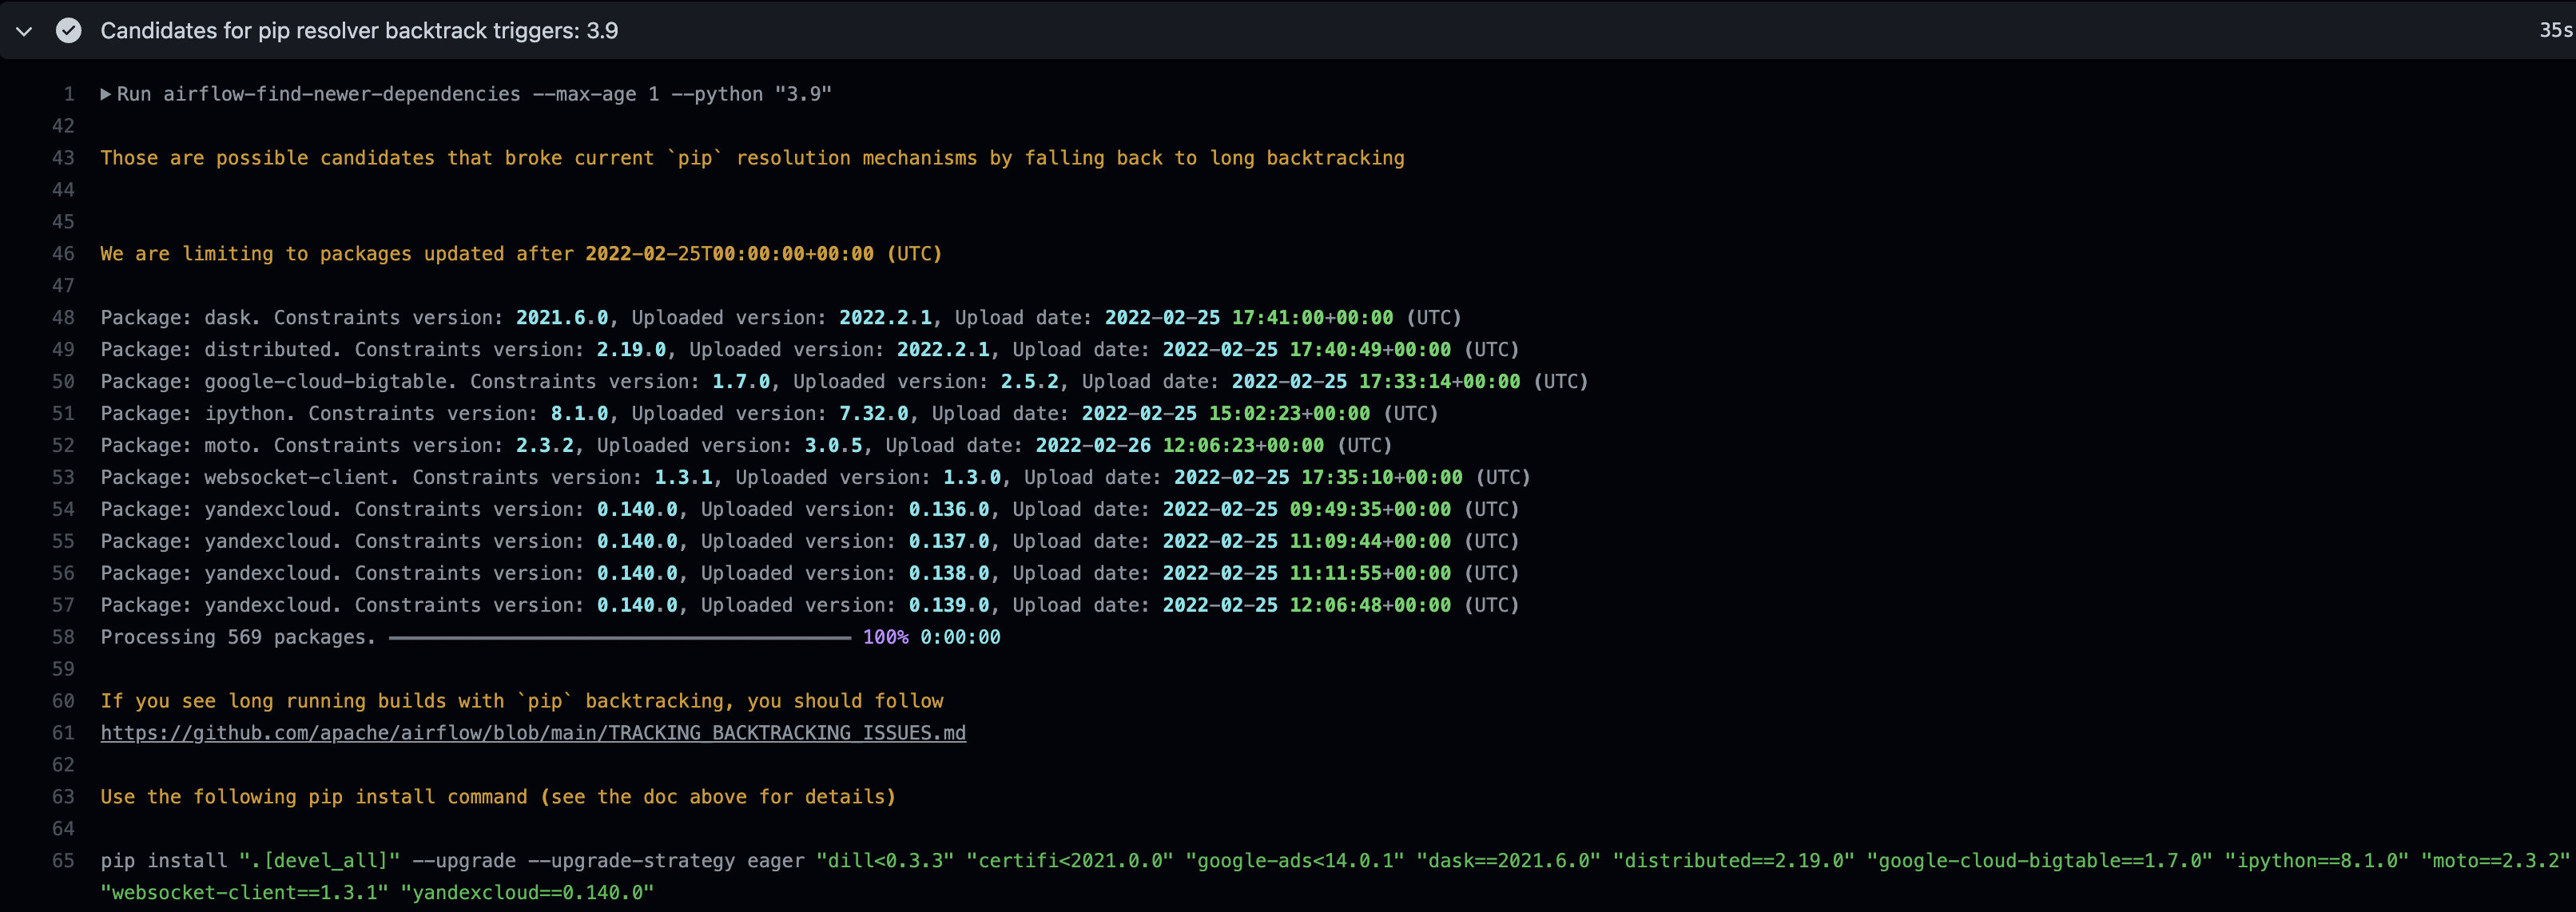 Candidates for pip resolver backtrack triggers: 3.9 35s
1 Run airflow-find-newer-dependencies --max-age 1 --python "3.9"
42
43 Those are possible candidates that broke current `pip` resolution mechanisms by falling back to long backtracking
44
45
46 We are limiting to packages updated after 2022-02-25T00:00:00+00:00 (UTC)
47
48 Package: dask. Constraints version: 2021.6.0, Uploaded version: 2022.2.1, Upload date: 2022-02-25 17:41:00+00:00 (UTC)
49 Package: distributed. Constraints version: 2.19.0, Uploaded version: 2022.2.1, Upload date: 2022-02-25 17:40:49+00:00 (UTC)
50 Package: google-cloud-bigtable. Constraints version: 1.7.0, Uploaded version: 2.5.2, Upload date: 2022-02-25 17:33:14+00:00 (UTC)
51 Package: ipython. Constraints version: 8.1.0, Uploaded version: 7.32.0, Upload date: 2022-02-25 15:02:23+00:00 (UTC)
52 Package: moto. Constraints version: 2.3.2, Uploaded version: 3.0.5, Upload date: 2022-02-26 12:06:23+00:00 (UTC)
53 Package: websocket-client. Constraints version: 1.3.1, Uploaded version: 1.3.0, Upload date: 2022-02-25 17:35:10+00:00 (UTC)
54 Package: yandexcloud. Constraints version: 0.140.0, Uploaded version: 0.136.0, Upload date: 2022-02-25 09:49:35+00:00 (UTC)
55 Package: yandexcloud. Constraints version: 0.140.0, Uploaded version: 0.137.0, Upload date: 2022-02-25 11:09:44+00:00 (UTC)
56 Package: yandexcloud. Constraints version: 0.140.0, Uploaded version: 0.138.0, Upload date: 2022-02-25 11:11:55+00:00 (UTC)
57 Package: yandexcloud. Constraints version: 0.140.0, Uploaded version: 0.139.0, Upload date: 2022-02-25 12:06:48+00:00 (UTC)
58 Processing 569 packages. 100% 0:00:00
59
60 If you see long running builds with `pip` backtracking, you should follow
61 https://github.com/apache/airflow/blob/main/TRACKING_BACKTRACKING_ISSUES.md
62
63 Use the following pip install command (see the doc above for details)
64
65 pip install ".[devel_all]" --upgrade --upgrade-strategy eager "dill<0.3.3" "certifi<2021.0.0" "google-ads<14.0.1" "dask==2021.6.0" "distributed==2.19.0" "google-cloud-bigtable==1.7.0" "ipython==8.1.0" "moto==2.3.2"
"websocket-client==1.3.1" "yandexcloud==0.140.0"